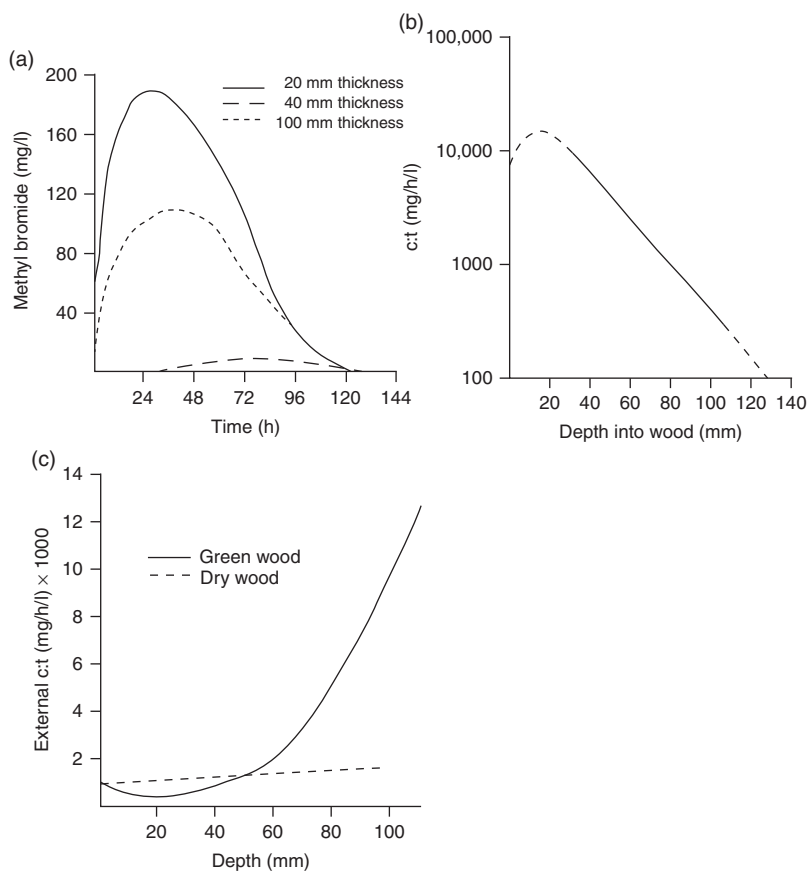 (a)
200
160
120
80
40
Methyl bromide (mg/l)
20 mm thickness
40 mm thickness
100 mm thickness
24 48 72 96 120 144
Time (h)
(b)
100,000
10,000
1000
100
c:t (mg/h/l)
20 40 60 80 100 120 140
Depth into wood (mm)
(c)
14
12
10
8
6
4
2
External c:t (mg/h/l) × 1000
Green wood
Dry wood
20 40 60 80 100
Depth (mm)